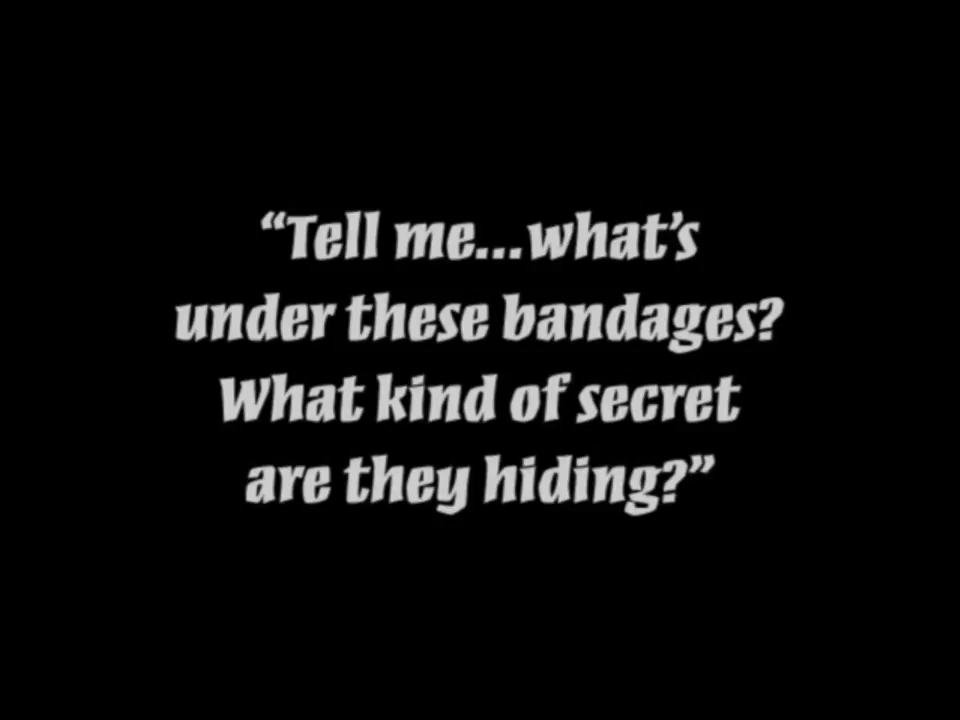 “Tell me...what’s
under these bandages?
What kind of secret
are they hiding?”